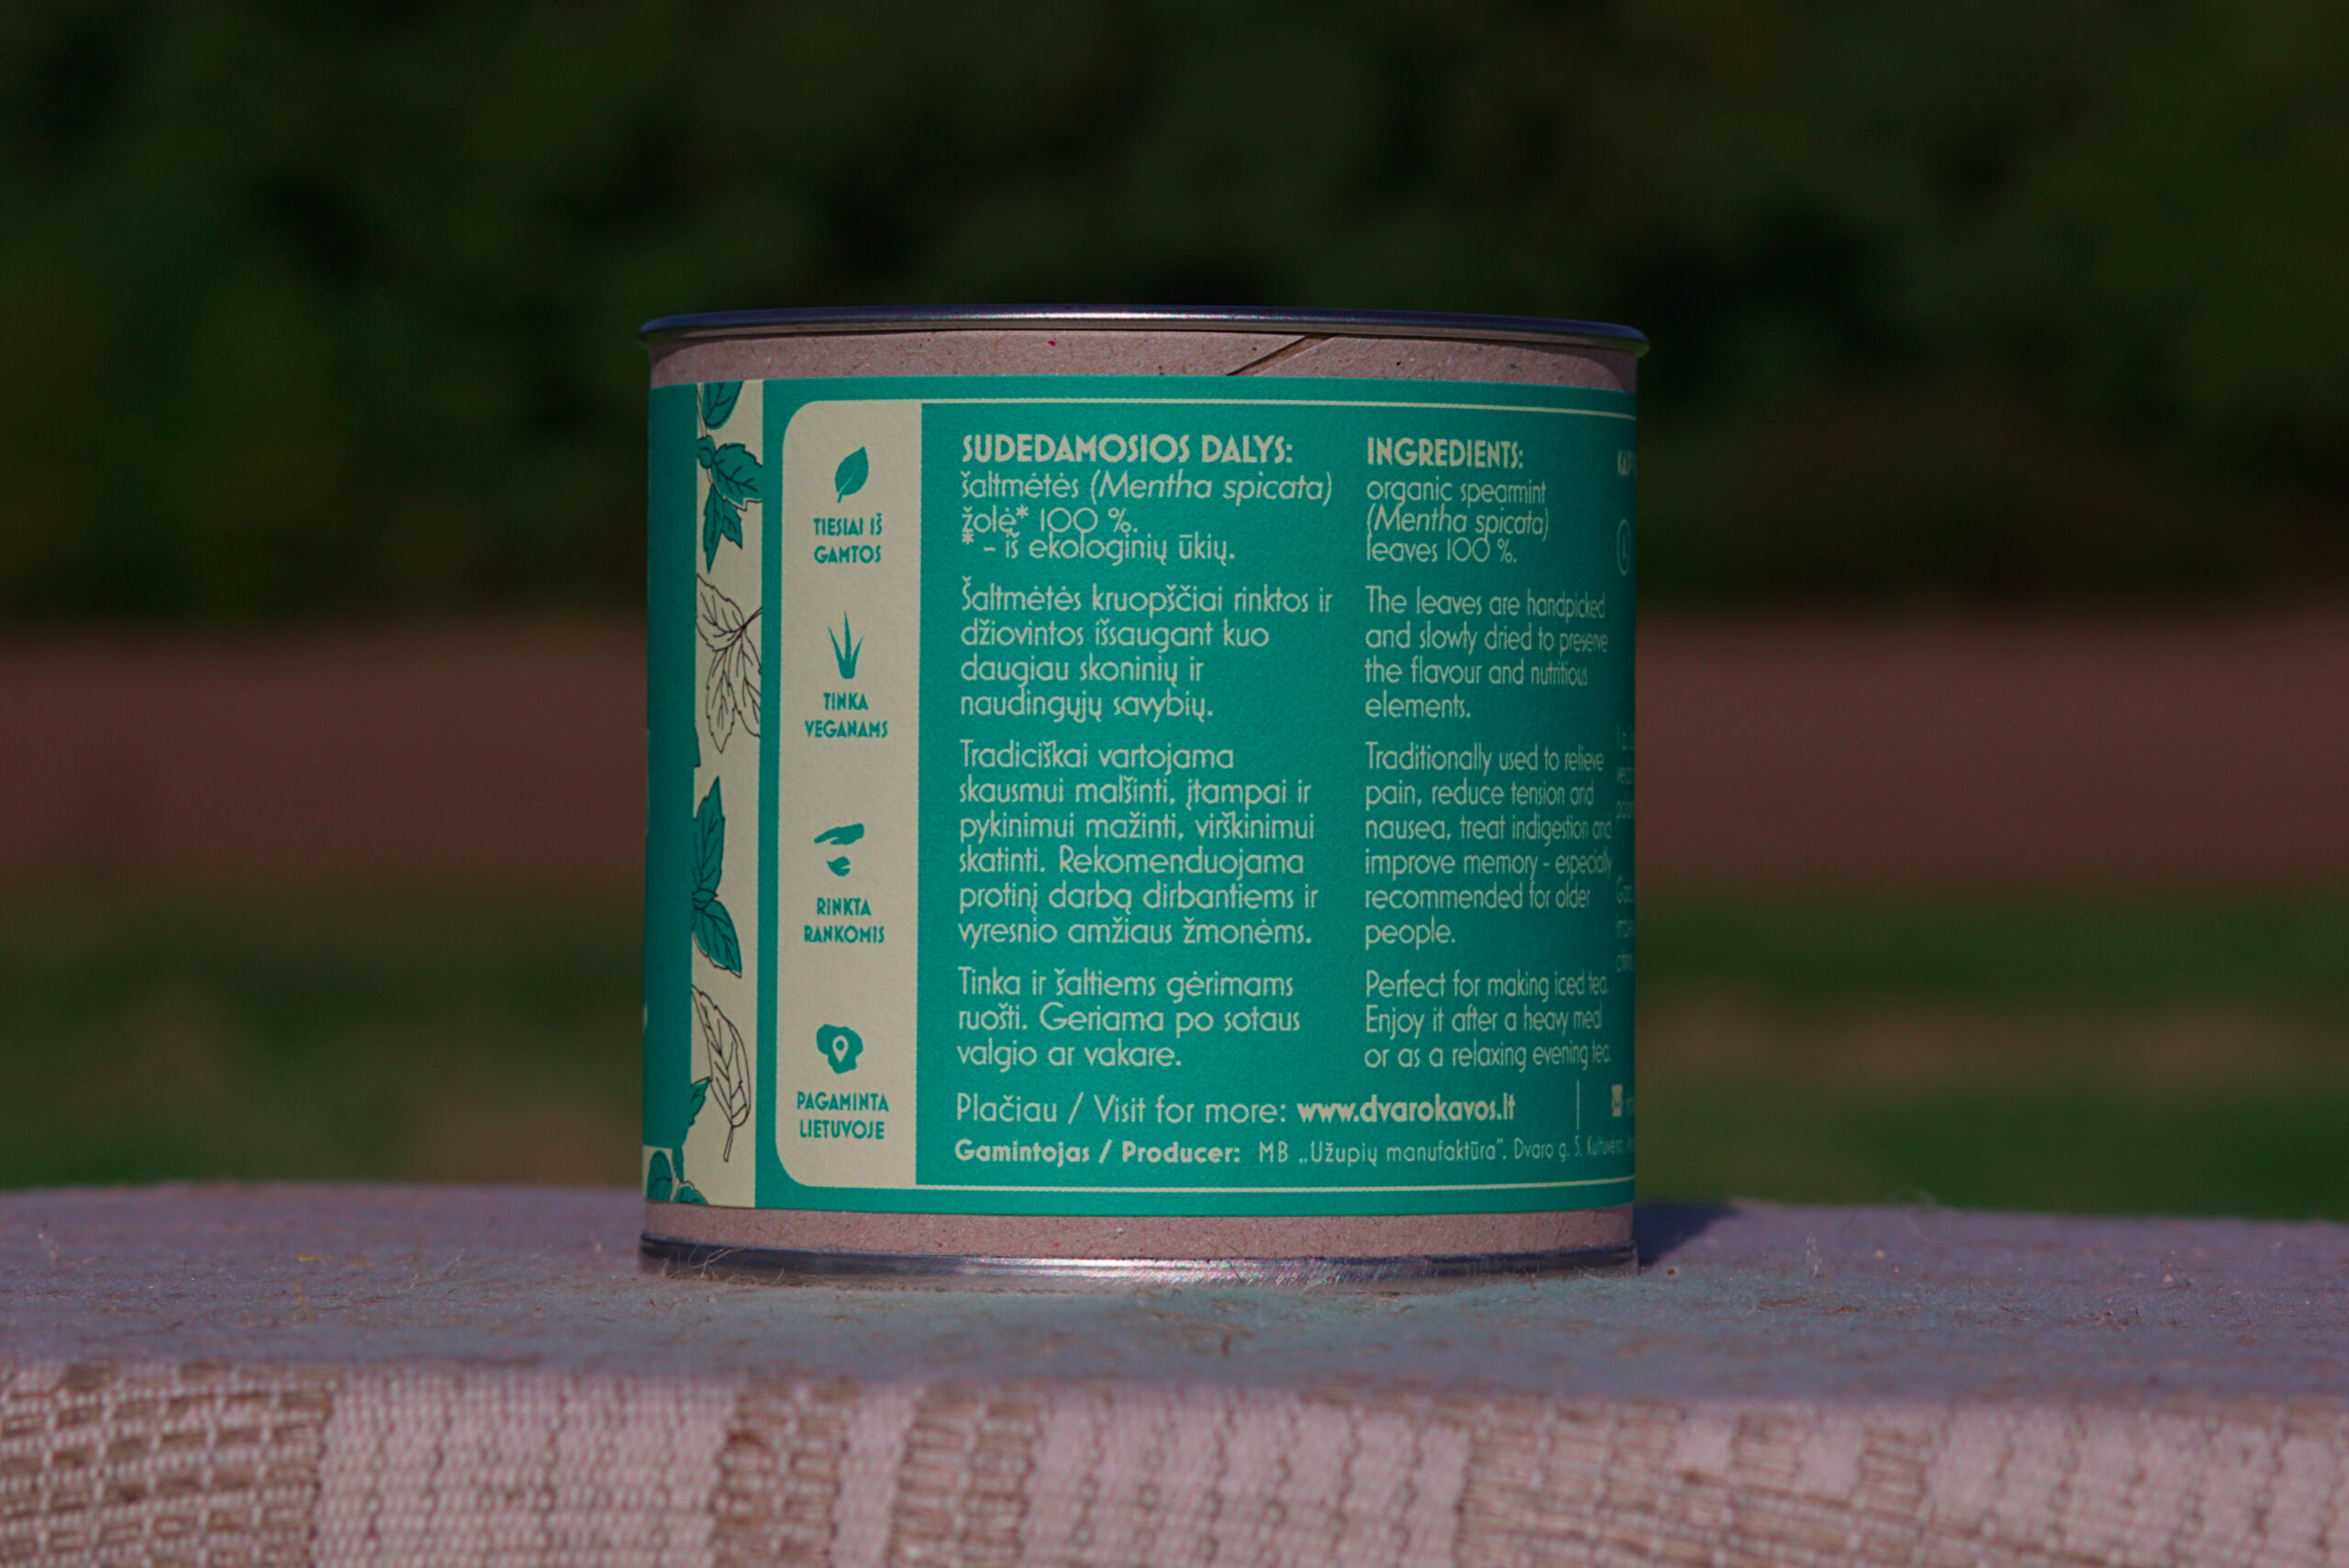 TIESIAI IŠ
GAMTOS
TINKA
VEGANAMS
RINKTA
RANKOMIS
PAGAMINTA
LIETUVOJE
SUDEDAMOSIOS DALYS:
šaltmėtės (Mentha spicata)
žolė* 100 %.
* - iš ekologinių ūkių.
Šaltmėtės kruopščiai rinktos ir
džiovintos išsaugant kuo
daugiau skoninių ir
naudingųjų savybių.
Tradiciškai vartojama
skausmui malšinti, įtampai ir
pykinimui mažinti, virškinimui
skatinti. Rekomenduojama
protinį darbą dirbantiems ir
vyresnio amžiaus žmonėms.
Tinka ir šaltiems gėrimams
ruošti. Geriama po sotaus
valgio ar vakare.
INGREDIENTS:
organic spearmint
(Mentha spicata)
leaves 100 %.
The leaves are handpicked
and slowly dried to preserve
the flavour and nutritious
elements.
Traditionally used to relieve
pain, reduce tension and
nausea, treat indigestion and
improve memory - especially
recommended for older
people.
Perfect for making iced tea.
Enjoy it after a heavy meal
or as a relaxing evening tea.
Plačiau / Visit for more: www.dvarokavos.lt
Gamintojas / Producer: MB „Užupių manufaktūra”, Dvaro g. 5,